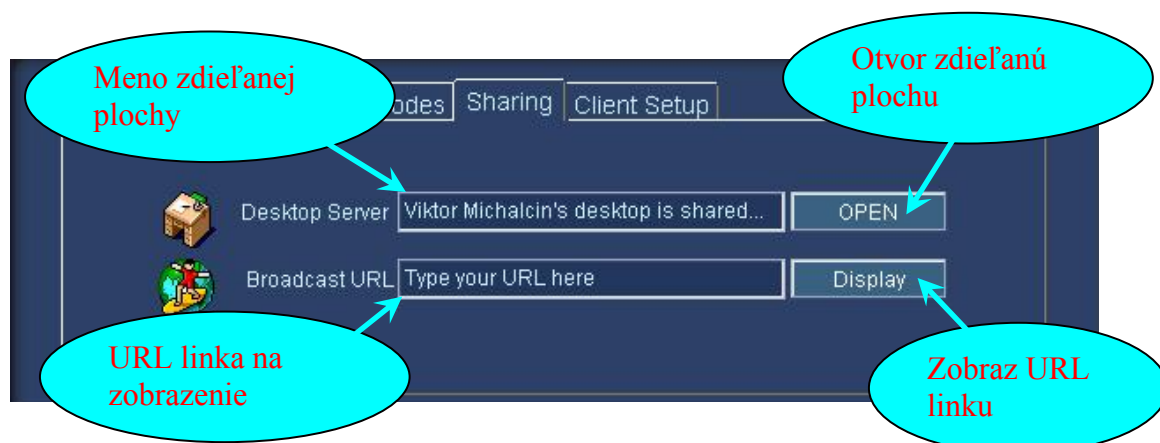 Meno zdieľanej
plochy
Otvor zdieľanú
plochu
Sharing
Client Setup
Desktop Server
Viktor Michalcin's desktop is shared...
OPEN
Broadcast URL
Type your URL here
Display
URL linka na
zobrazenie
Zobraz URL
linku